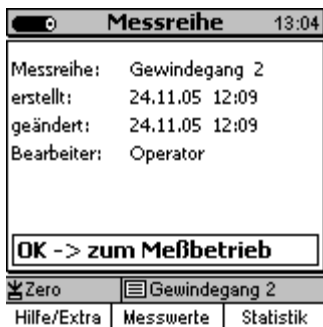 Messreihe 13:04
Messreihe: Gewindegang 2
erstellt: 24.11.05 12:09
geändert: 24.11.05 12:09
Bearbeiter: Operator
OK -> zum Meßbetrieb
Zero Gewindegang 2
Hilfe/Extra Messwerte Statistik